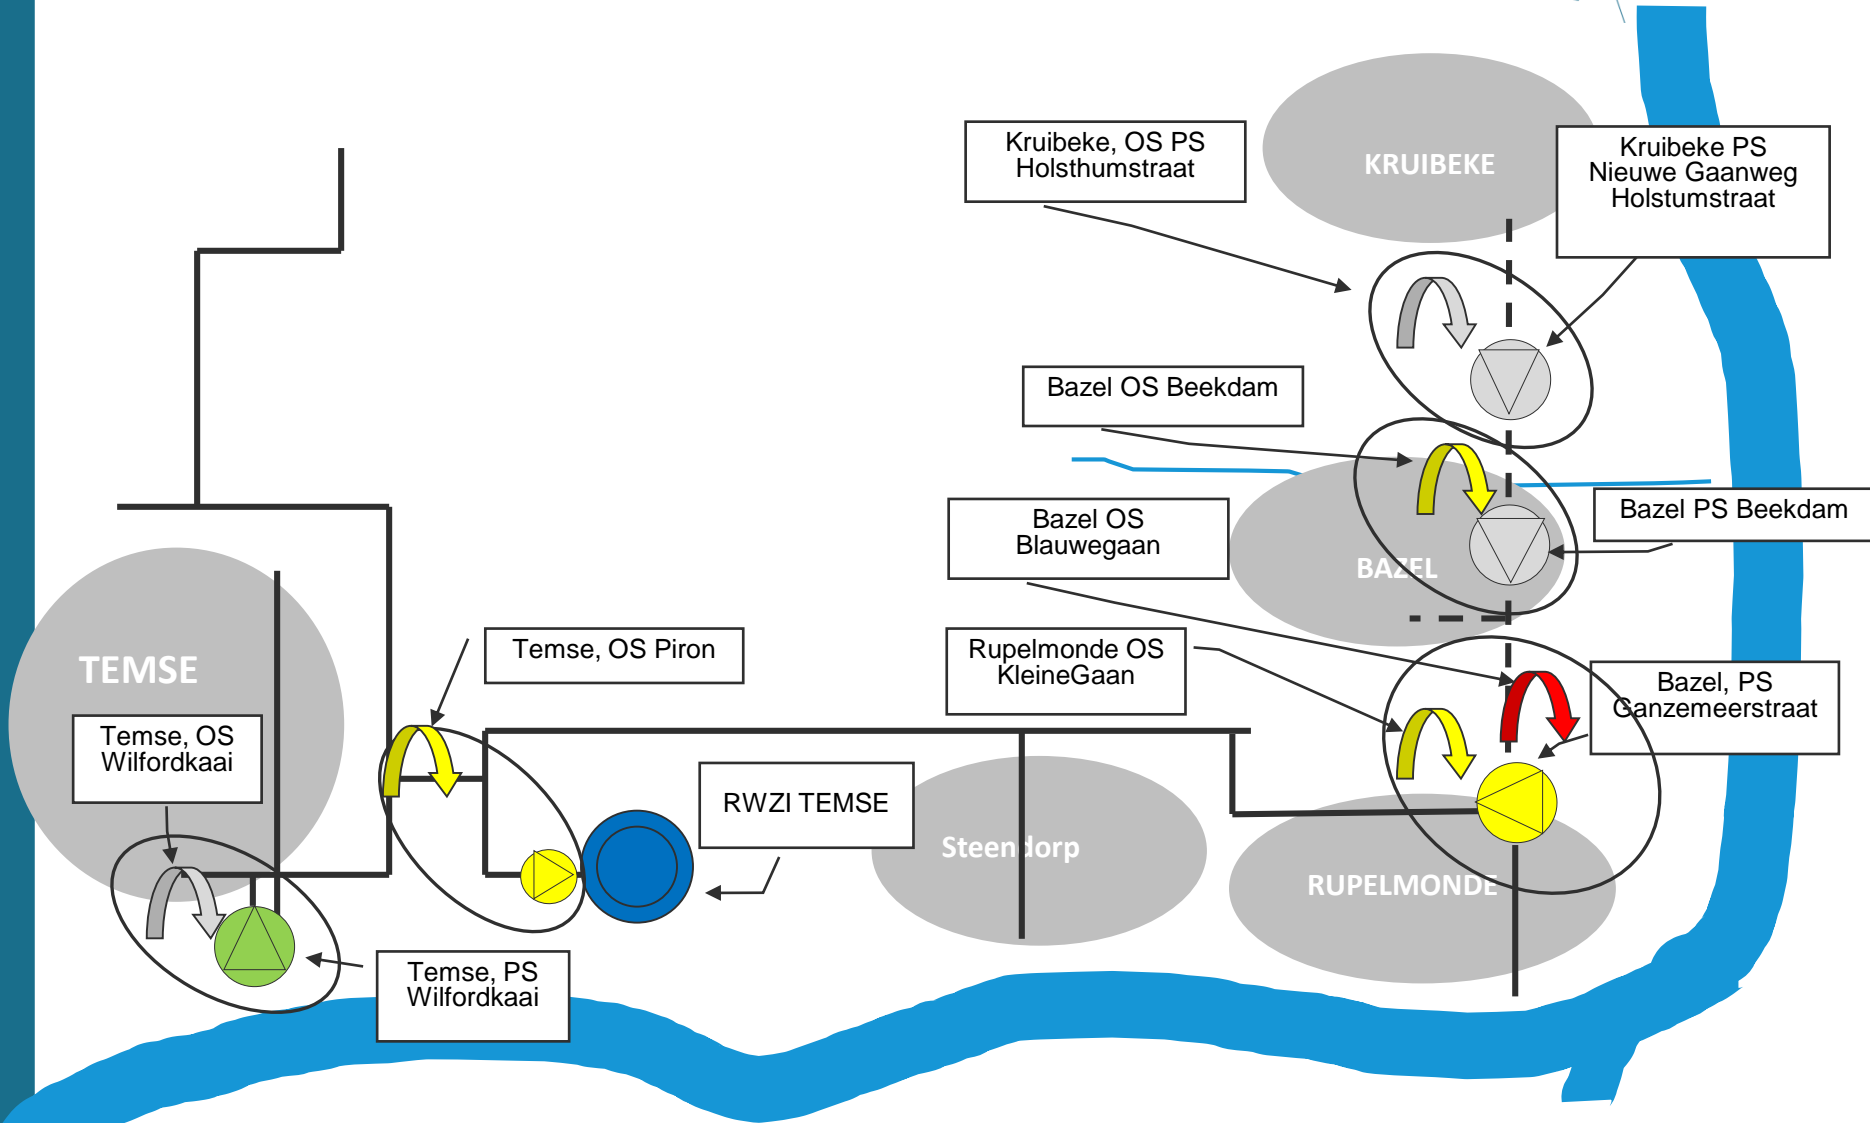 KRUIBEKE
Kruibeke, OS PS
Holsthumstraat
Kruibeke PS
Nieuwe Gaanweg
Holstumstraat
Bazel OS Beekdam
Bazel PS Beekdam
Bazel OS
Blauwegaan
BAZEL
Rupelmonde OS
KleineGaan
Bazel, PS
Ganzemeerstraat
TEMSE
Temse, OS Piron
Temse, OS
Wilfordkaai
RWZI TEMSE
Steendorp
RUPELMONDE
Temse, PS
Wilfordkaai